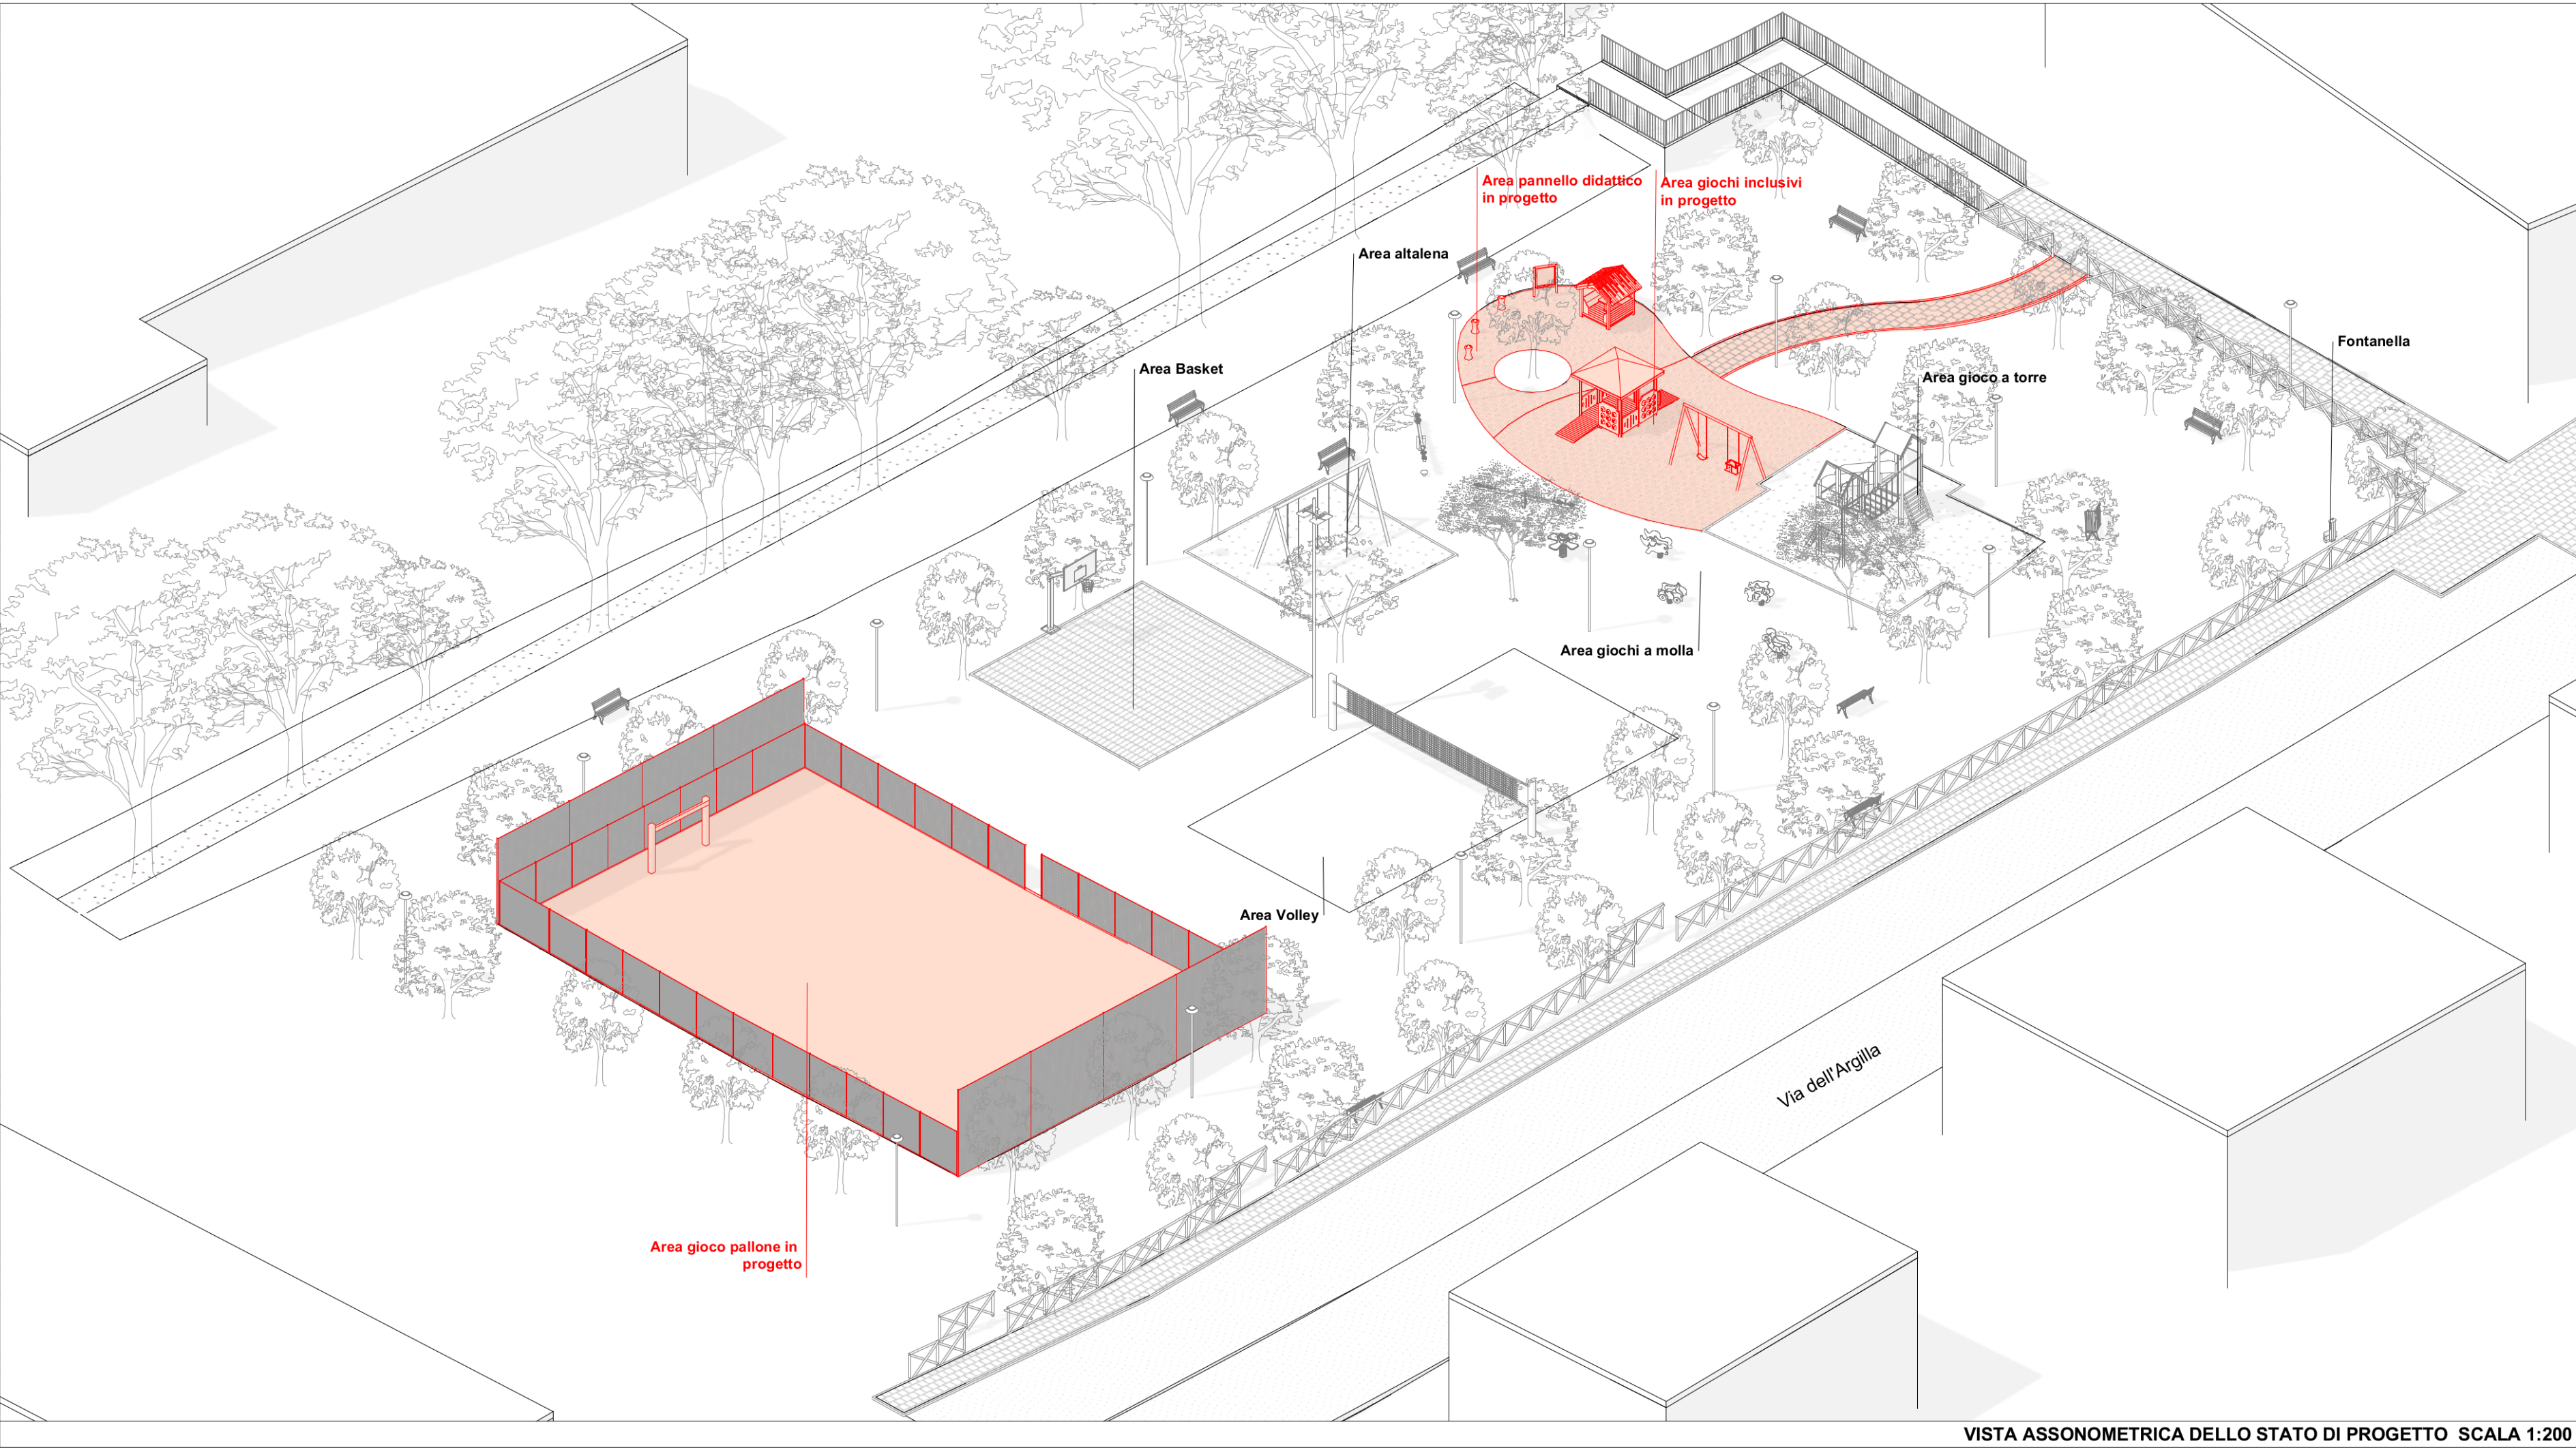 Area pannello didattico
in progetto
Area giochi inclusivi
in progetto
Area altalena
Fontanella
Area Basket
Area gioco a torre
Area giochi a molla
Area Volley
Via dell'Argilla
Area gioco pallone in
progetto
VISTA ASSONOMETRICA DELLO STATO DI PROGETTO SCALA 1:200